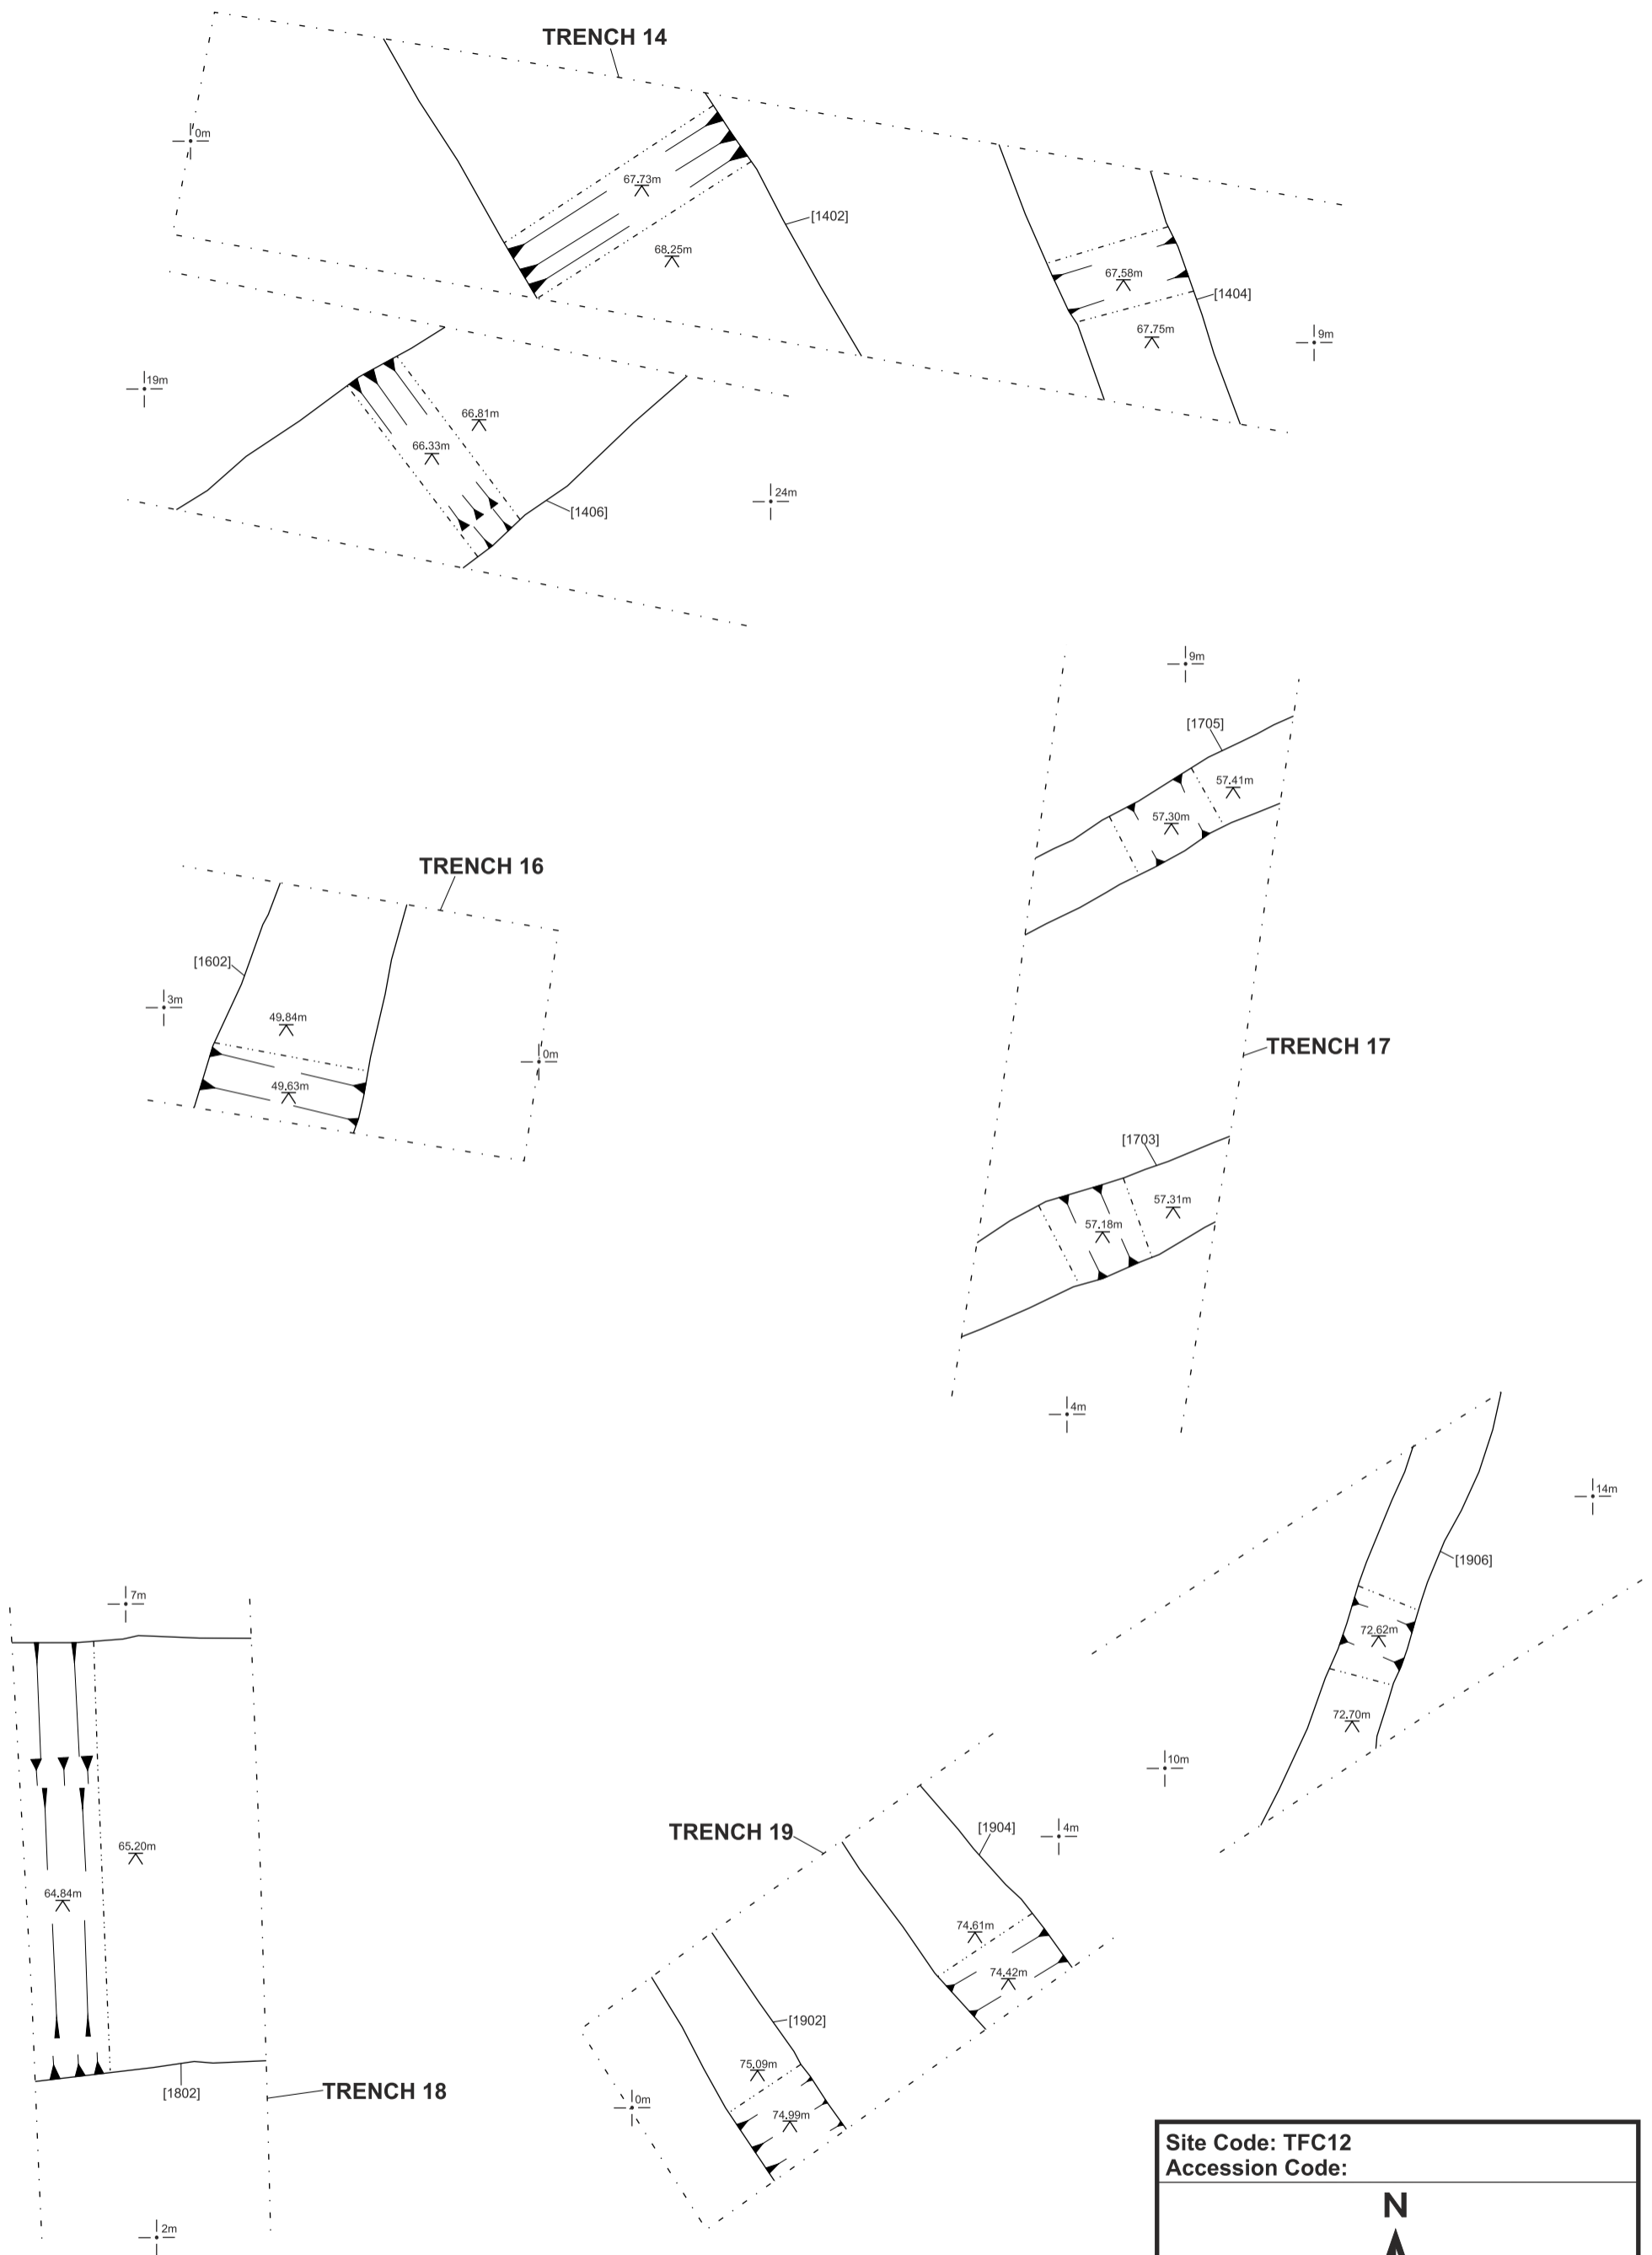 TRENCH 14
0m
67.73m
[1402]
68.25m
67.58m
[1404]
67.75m
9m
19m
66.81m
66.33m
24m
[1406]
9m
[1705]
57.41m
57.30m
TRENCH 16
[1602]
3m
49.84m
0m
49.63m
TRENCH 17
[1703]
57.31m
57.18m
4m
14m
[1906]
72.62m
72.70m
7m
10m
TRENCH 19
[1904]
4m
65.20m
64.84m
74.61m
74.42m
[1902]
75.09m
0m
74.99m
[1802]
TRENCH 18
2m
Site Code: TFC12
Accession Code:
N